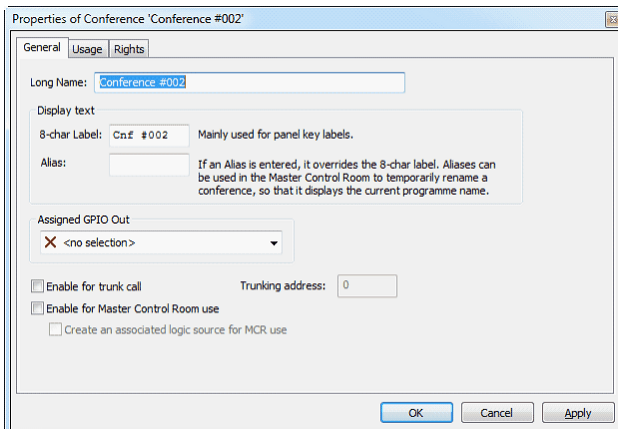 Properties of Conference 'Conference #002'
General Usage Rights
Long Name: Conference #002
Display text
8-char Label: Cnf #002 Mainly used for panel key labels.
Alias: If an Alias is entered, it overrides the 8-char label. Aliases can
be used in the Master Control Room to temporarily rename a
conference, so that it displays the current programme name.
Assigned GPIO Out
<no selection>
Enable for trunk call Trunking address: 0
Enable for Master Control Room use
Create an associated logic source for MCR use
OK Cancel Apply